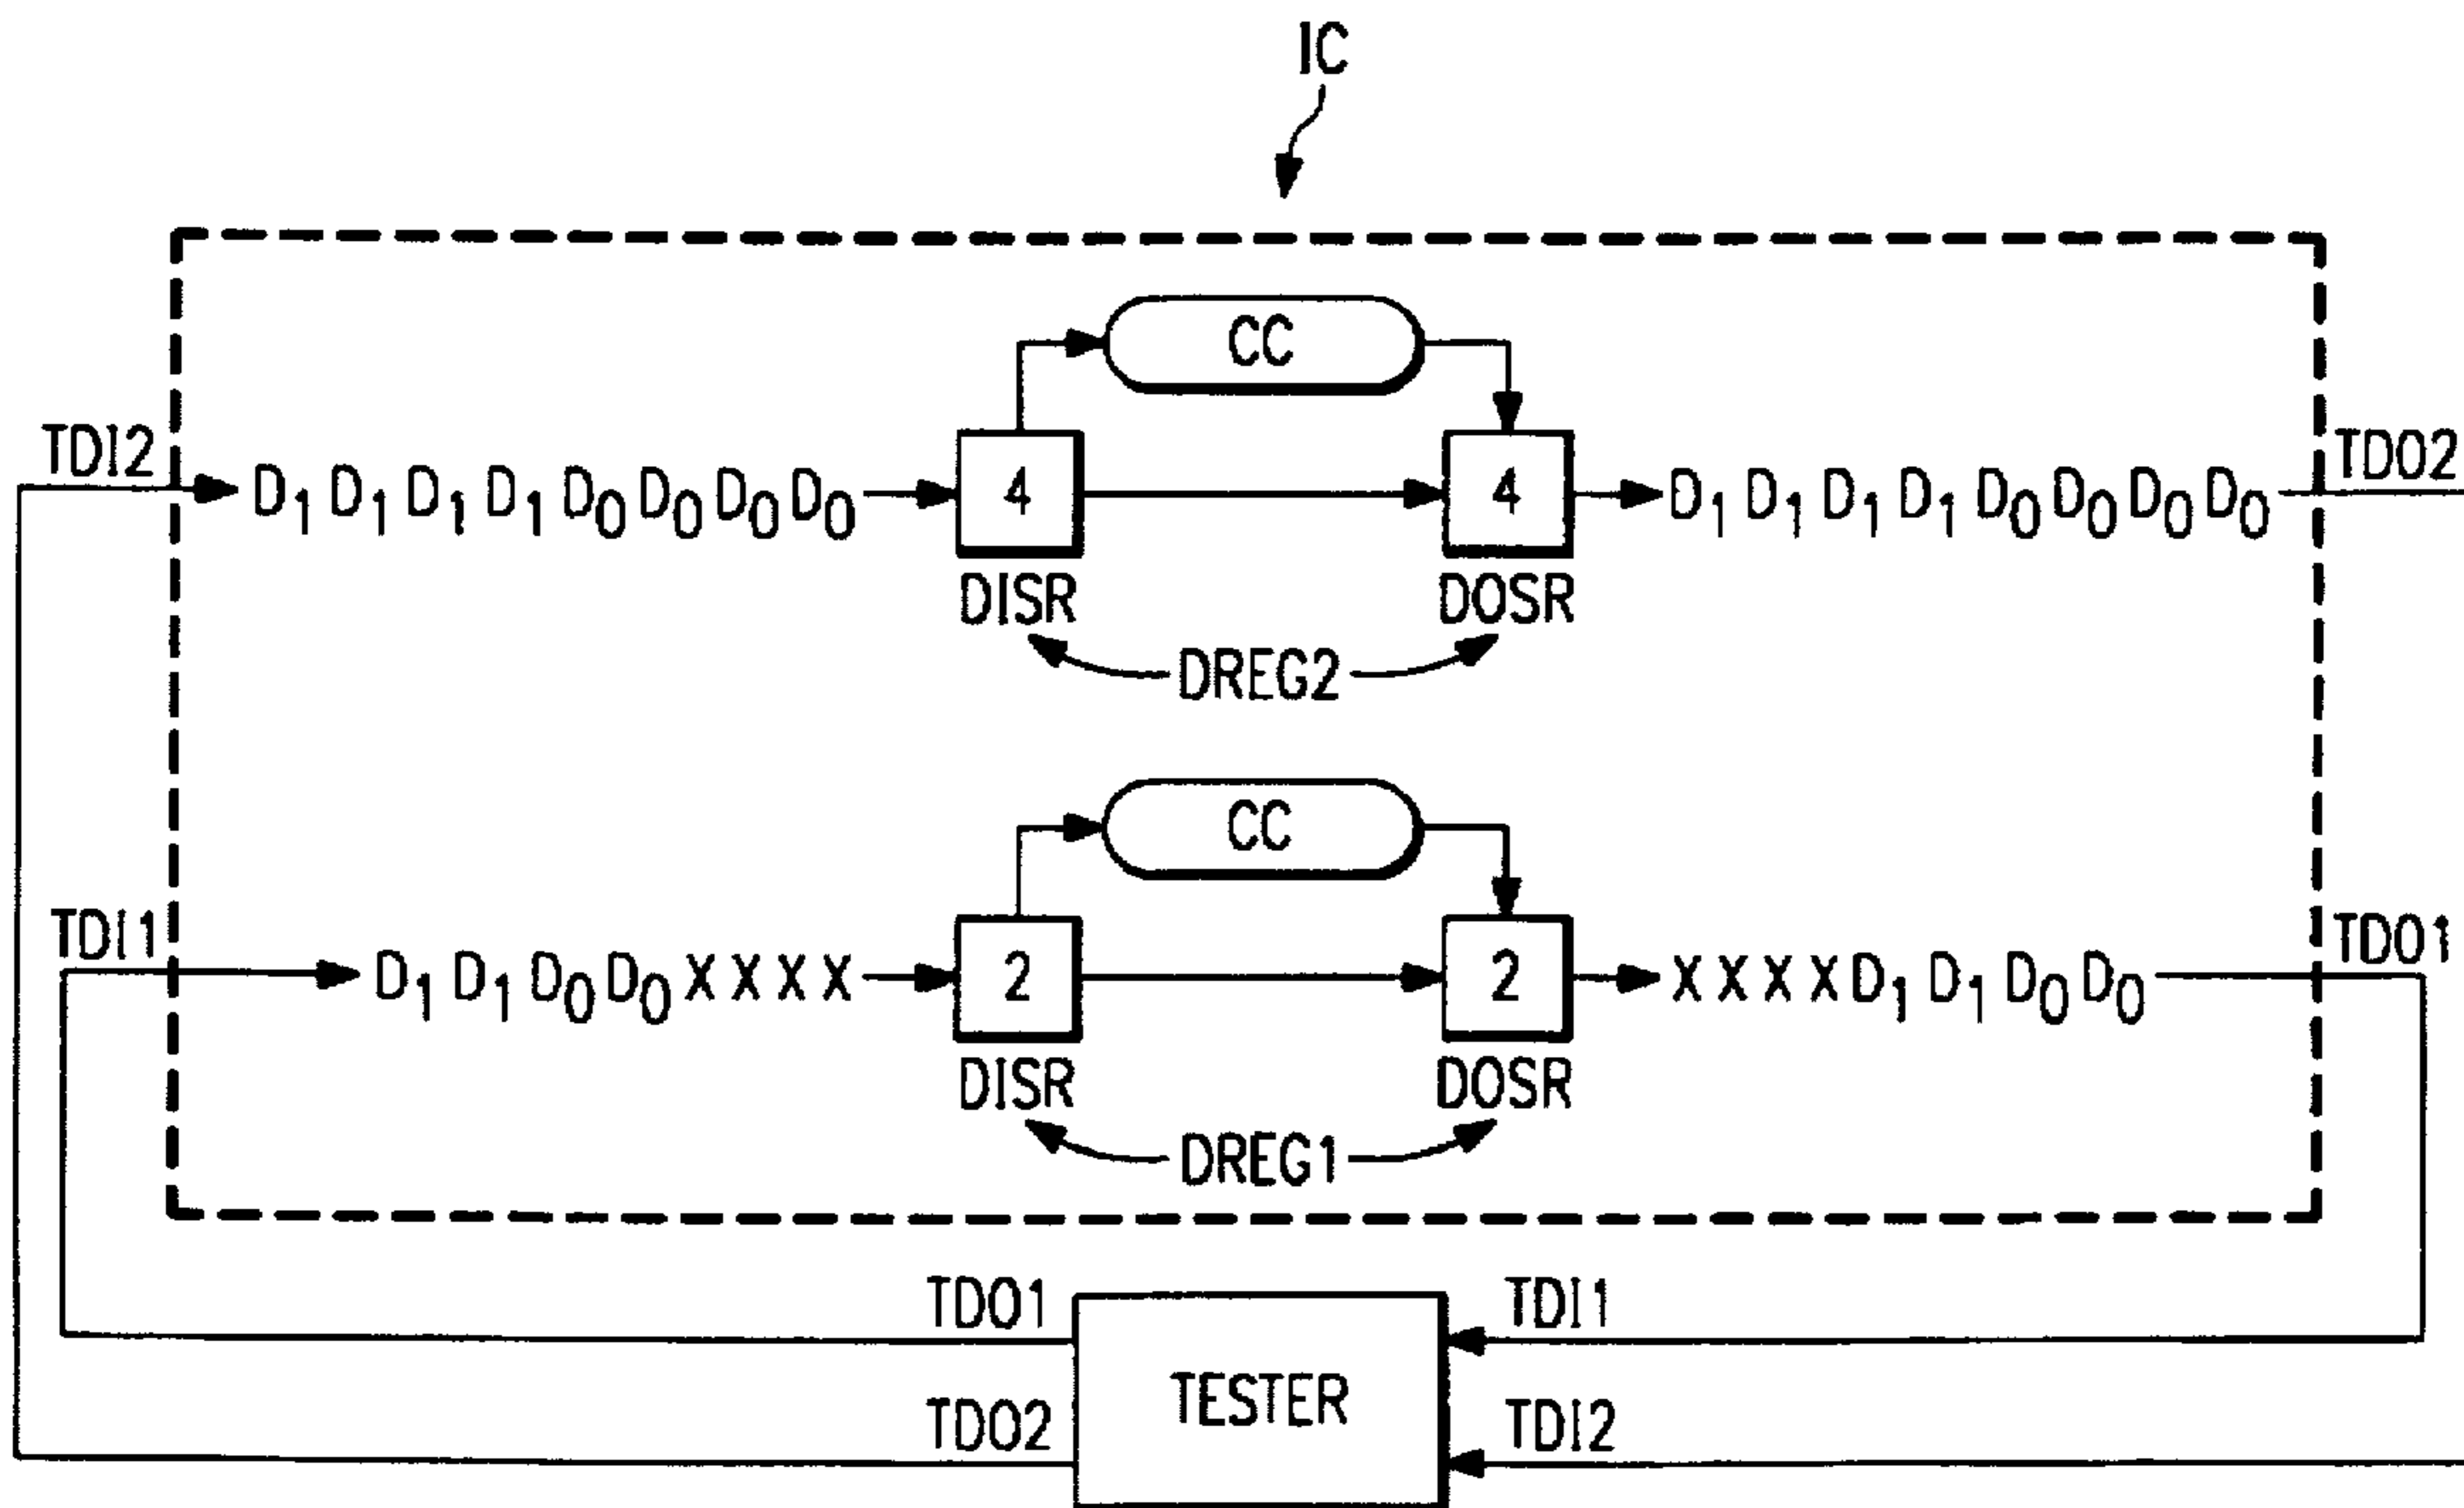 IC
CC
TDI2
D₁ D₁ D₁ D₁ D₀ D₀ D₀ D₀
4
4
D₁ D₁ D₁ D₁ D₀ D₀ D₀ D₀
TDO2
DISR
DOSR
DREG2
CC
TDI1
D₁ D₁ D₀ D₀ X X X X
2
2
X X X X D₁ D₁ D₀ D₀
TDO1
DISR
DOSR
DREG1
TDO1
TDI1
TESTER
TDO2
TDI2